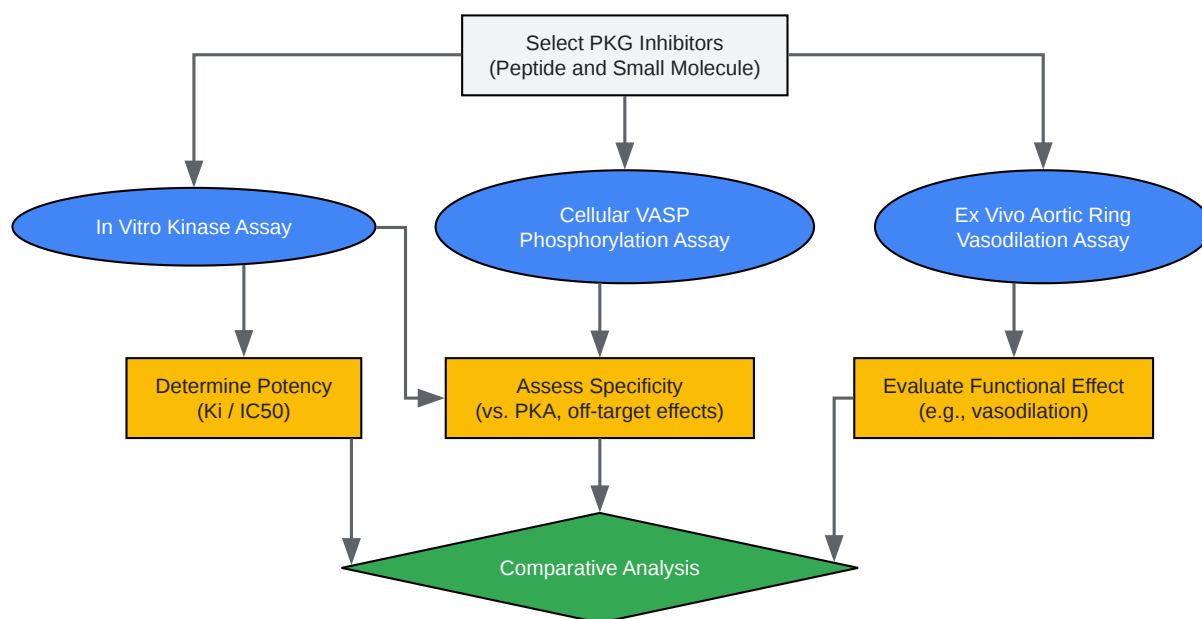 Select PKG Inhibitors
(Peptide and Small Molecule)
In Vitro Kinase Assay
Cellular VASP
Phosphorylation Assay
Ex Vivo Aortic Ring
Vasodilation Assay
Determine Potency
(Ki / IC50)
Assess Specificity
(vs. PKA, off-target effects)
Evaluate Functional Effect
(e.g., vasodilation)
Comparative Analysis